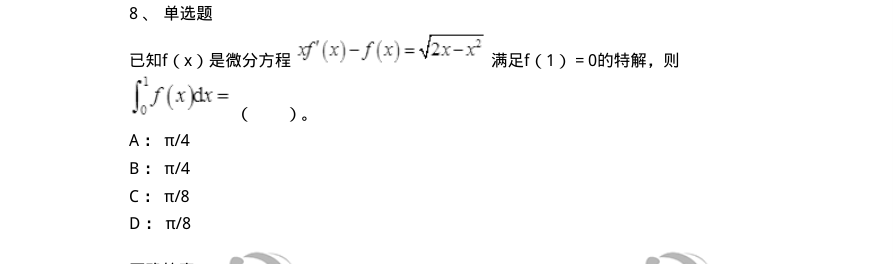 8 、 单选题
已知f ( x ) 是微分方程 xf′(x)−f(x)=√(2x−x²) 满足f ( 1 ) = 0的特解，则
∫₀¹f(x)dx= (      ) 。
A ： π/4
B ： π/4
C ： π/8
D ： π/8